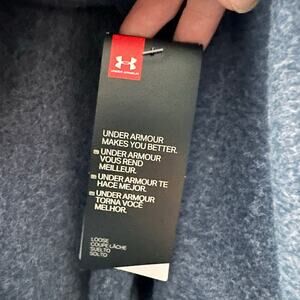 UNDER ARMOUR
UNDER ARMOUR
MAKES YOU BETTER.
UNDER ARMOUR
VOUS REND
MEILLEUR.
UNDER ARMOUR TE
HACE MEJOR.
UNDER ARMOUR
TORNA VOCÊ
MELHOR.
LOOSE
COUPE LÂCHE
SUELTO
SOLTO